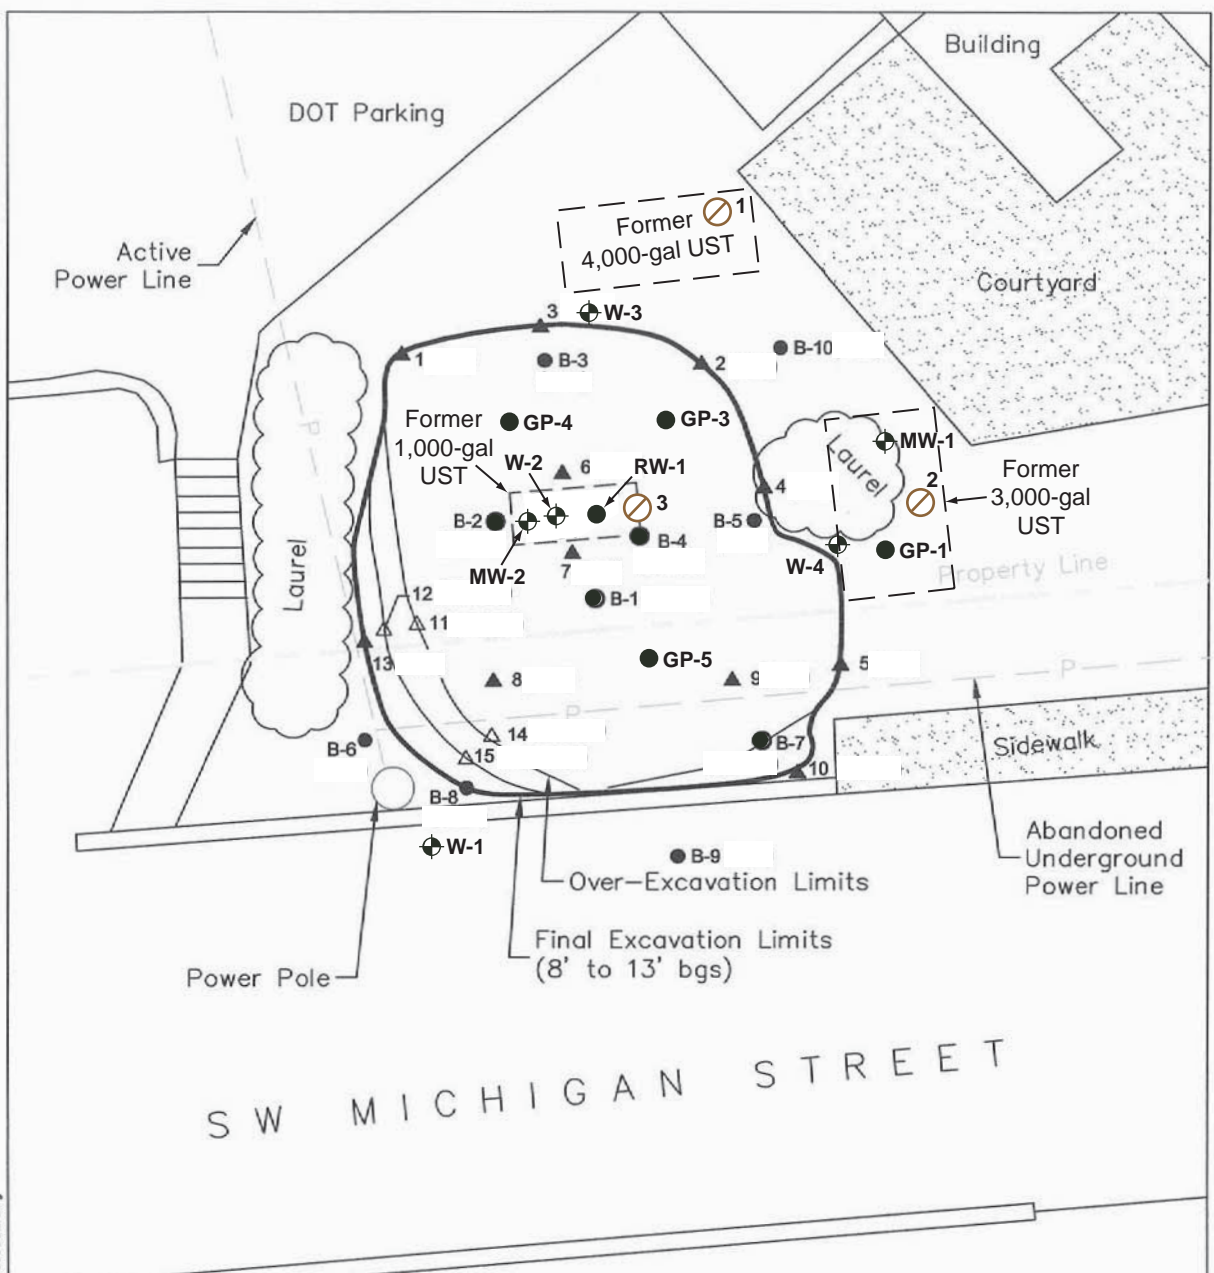 Building
DOT Parking
Former 1
4,000-gal UST
Active
Power Line
Courtyard
3
W-3
1
B-3
2
B-10
Former
1,000-gal
UST
GP-4
GP-3
MW-1
Laurel
W-2
6
RW-1
4
2
Former
3,000-gal
UST
3
B-2
B-5
B-4
MW-2
7
W-4
GP-1
Property Line
Laurel
P
12
B-1
11
13
GP-5
5
8
9
P
P
14
B-6
15
B-7
Sidewalk
10
B-8
W-1
B-9
Abandoned
Underground
Power Line
Over-Excavation Limits
Final Excavation Limits
(8' to 13' bgs)
Power Pole
SW MICHIGAN STREET